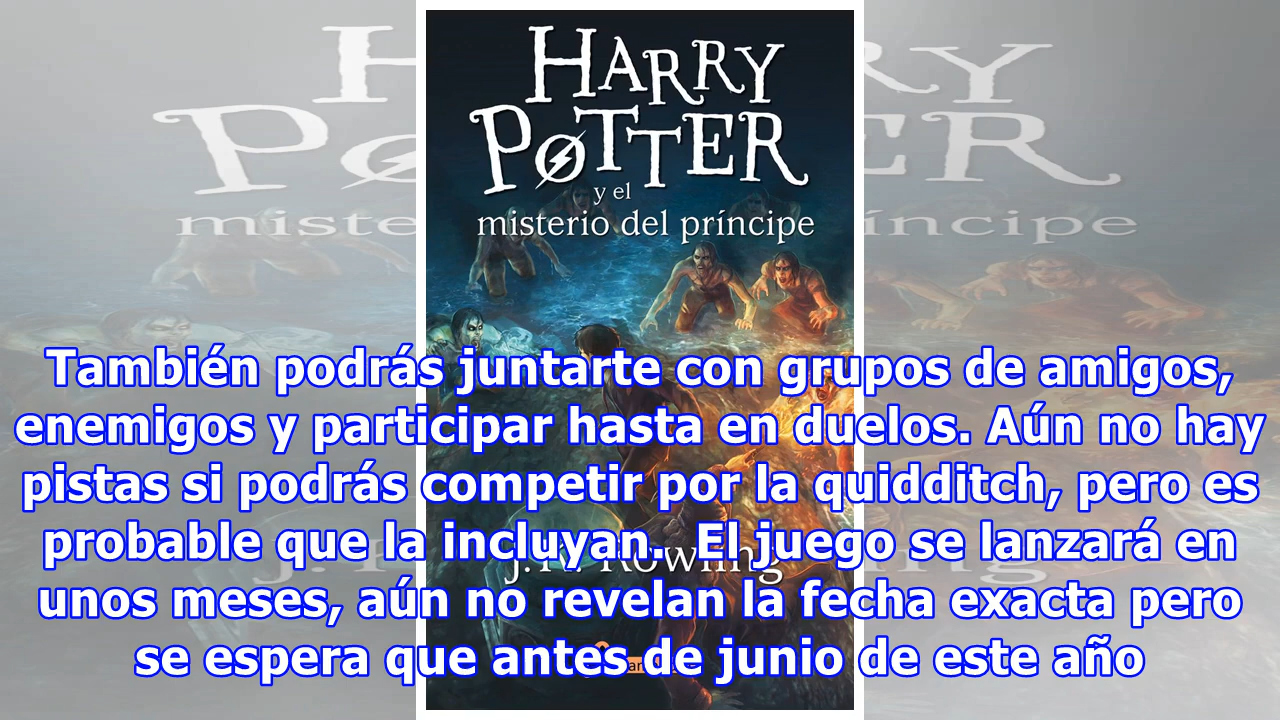 HARRY
POTTER
y el
misterio del príncipe
También podrás juntarte con grupos de amigos,
enemigos y participar hasta en duelos. Aún no hay
pistas si podrás competir por la quidditch, pero es
probable que la incluyan.  El juego se lanzará en
J. K. Rowling
unos meses, aún no revelan la fecha exacta pero
se espera que antes de junio de este año